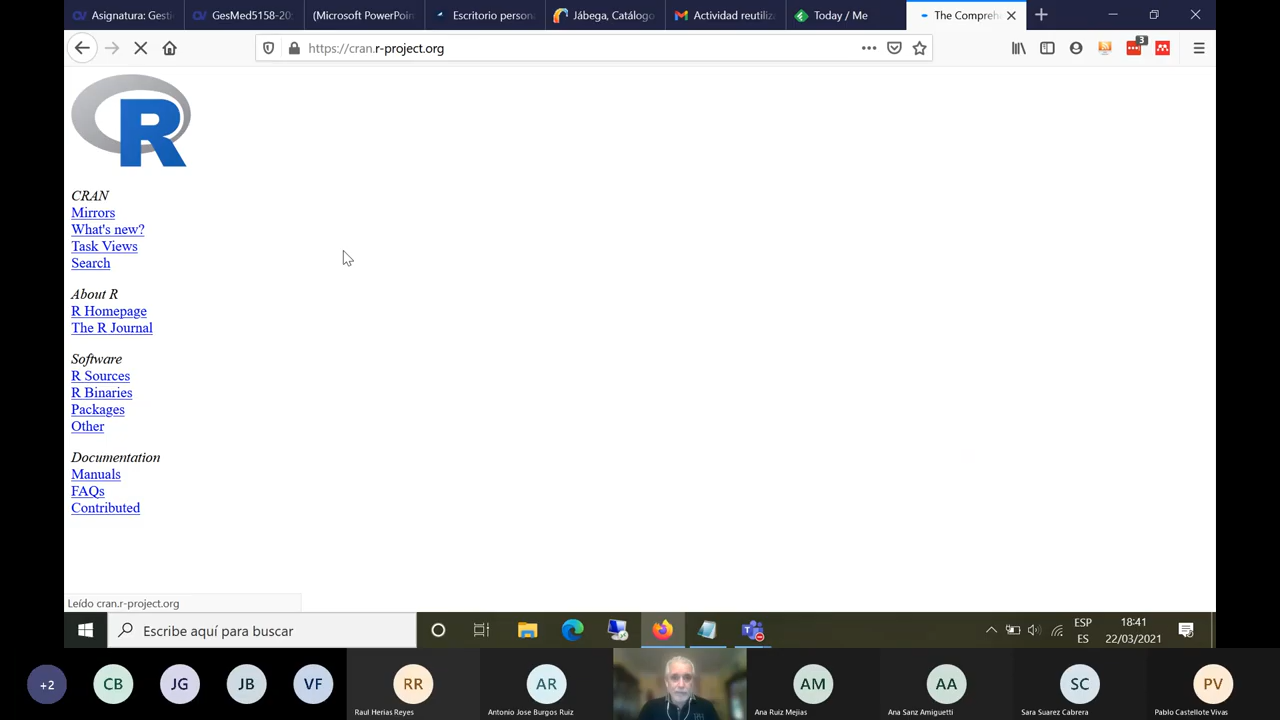 Asignatura: Gesti
GesMed5158-20
(Microsoft PowerPoin
Escritorio persona
Jábega, Catálogo
Actividad reutiliza
Today / Me
The Compreh
https://cran.r-project.org
3
R
CRAN
Mirrors
What's new?
Task Views
Search
About R
R Homepage
The R Journal
Software
R Sources
R Binaries
Packages
Other
Documentation
Manuals
FAQs
Contributed
Leído cran.r-project.org
Escribe aquí para buscar
ESP
ES
18:41
22/03/2021
+2
CB
JG
JB
VF
RR
AR
AM
AA
SC
PV
Raul Herias Reyes
Antonio Jose Burgos Ruiz
Ana Ruiz Mejias
Ana Sanz Amiguetti
Sara Suarez Cabrera
Pablo Castellote Vivas